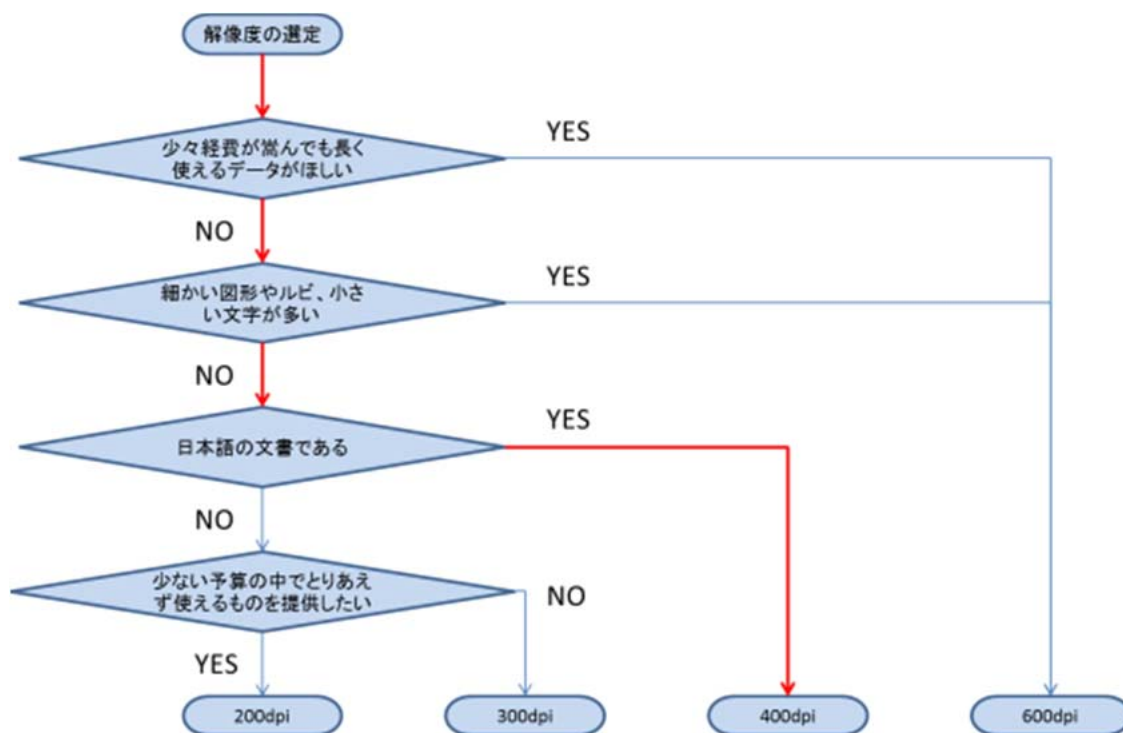 解像度の選定
少々経費が嵩んでも長く
使えるデータがほしい
YES
NO
細かい図形やルビ、小さ
い文字が多い
YES
NO
日本語の文書である
YES
NO
少ない予算の中でとりあえ
ず使えるものを提供したい
NO
YES
200dpi
300dpi
400dpi
600dpi